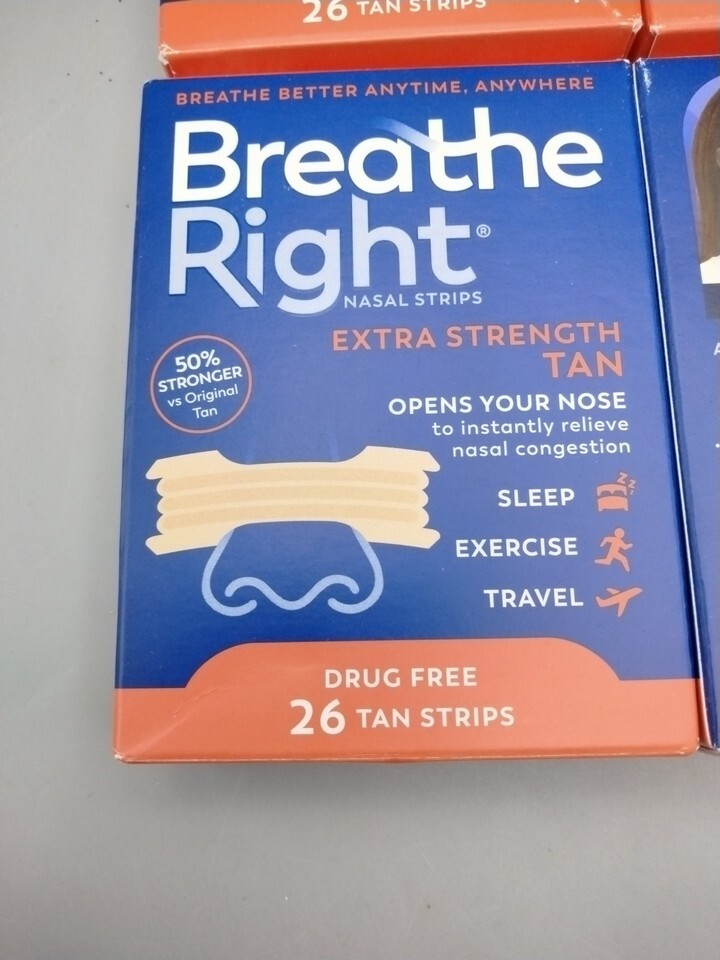 26 TAN STRIPS
BREATHE BETTER ANYTIME, ANYWHERE
Breathe
Right®
NASAL STRIPS
EXTRA STRENGTH
TAN
50%
STRONGER
vs Original
Tan
OPENS YOUR NOSE
to instantly relieve
nasal congestion
SLEEP
zzz
EXERCISE
TRAVEL
DRUG FREE
26 TAN STRIPS